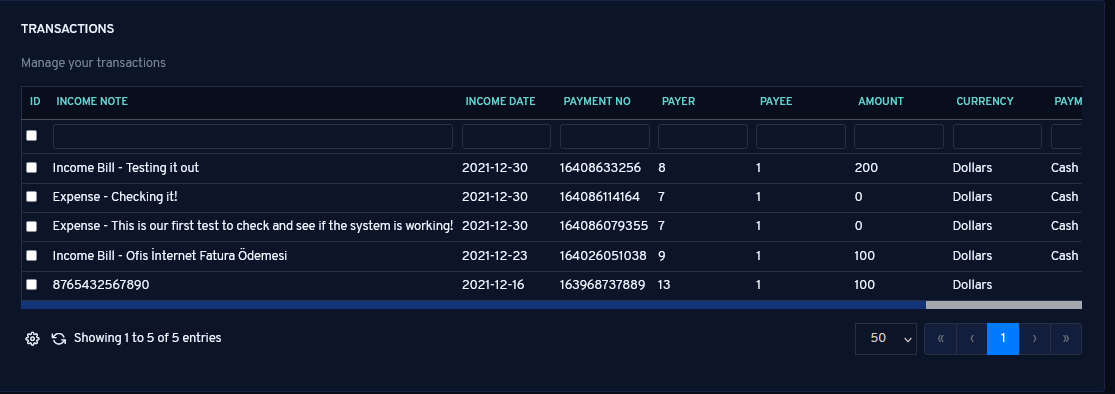 TRANSACTIONS
Manage your transactions
ID INCOME NOTE INCOME DATE PAYMENT NO PAYER PAYEE AMOUNT CURRENCY PAYM
Income Bill - Testing it out 2021-12-30 16408633256 8 1 200 Dollars Cash
Expense - Checking it! 2021-12-30 164086114164 7 1 0 Dollars Cash
Expense - This is our first test to check and see if the system is working! 2021-12-30 164086079355 7 1 0 Dollars Cash
Income Bill - Ofis İnternet Fatura Ödemesi 2021-12-23 164026051038 9 1 100 Dollars Cash
8765432567890 2021-12-16 163968737889 13 1 100 Dollars
Showing 1 to 5 of 5 entries 50 « ‹ 1 › »